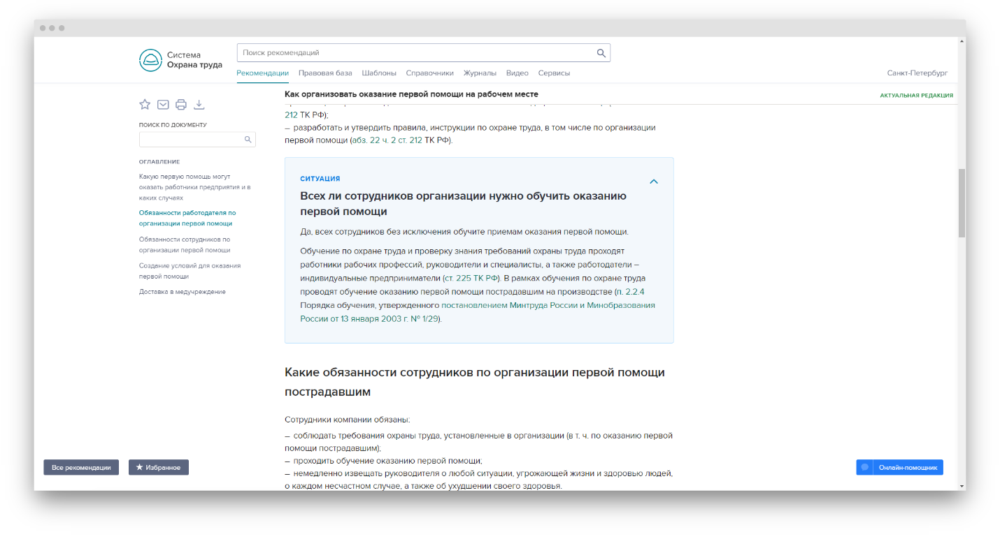 Система
Охрана труда
Поиск рекомендаций
Рекомендации Правовая база Шаблоны Справочники Журналы Видео Сервисы
Санкт-Петербург
Как организовать оказание первой помощи на рабочем месте
АКТУАЛЬНАЯ РЕДАКЦИЯ
ПОИСК ПО ДОКУМЕНТУ
ОГЛАВЛЕНИЕ
Какую первую помощь могут
оказать работники предприятия и в
каких случаях
Обязанности работодателя по
организации первой помощи
Обязанности сотрудников по
организации первой помощи
Создание условий для оказания
первой помощи
Доставка в медучреждение
212 ТК РФ);
– разработать и утвердить правила, инструкции по охране труда, в том числе по организации
первой помощи (абз. 22 ч. 2 ст. 212 ТК РФ).
СИТУАЦИЯ
Всех ли сотрудников организации нужно обучить оказанию
первой помощи
Да, всех сотрудников без исключения обучите приемам оказания первой помощи.
Обучение по охране труда и проверку знания требований охраны труда проходят
работники рабочих профессий, руководители и специалисты, а также работодатели –
индивидуальные предприниматели (ст. 225 ТК РФ). В рамках обучения по охране труда
проводят обучение оказанию первой помощи пострадавшим на производстве (п. 2.2.4
Порядка обучения, утвержденного постановлением Минтруда России и Минобразования
России от 13 января 2003 г. № 1/29).
Какие обязанности сотрудников по организации первой помощи
пострадавшим
Сотрудники компании обязаны:
– соблюдать требования охраны труда, установленные в организации (в т. ч. по оказанию первой
помощи пострадавшим);
– проходить обучение оказанию первой помощи;
– немедленно извещать руководителя о любой ситуации, угрожающей жизни и здоровью людей,
о каждом несчастном случае, а также об ухудшении своего здоровья.
Все рекомендации
Избранное
Онлайн-помощник